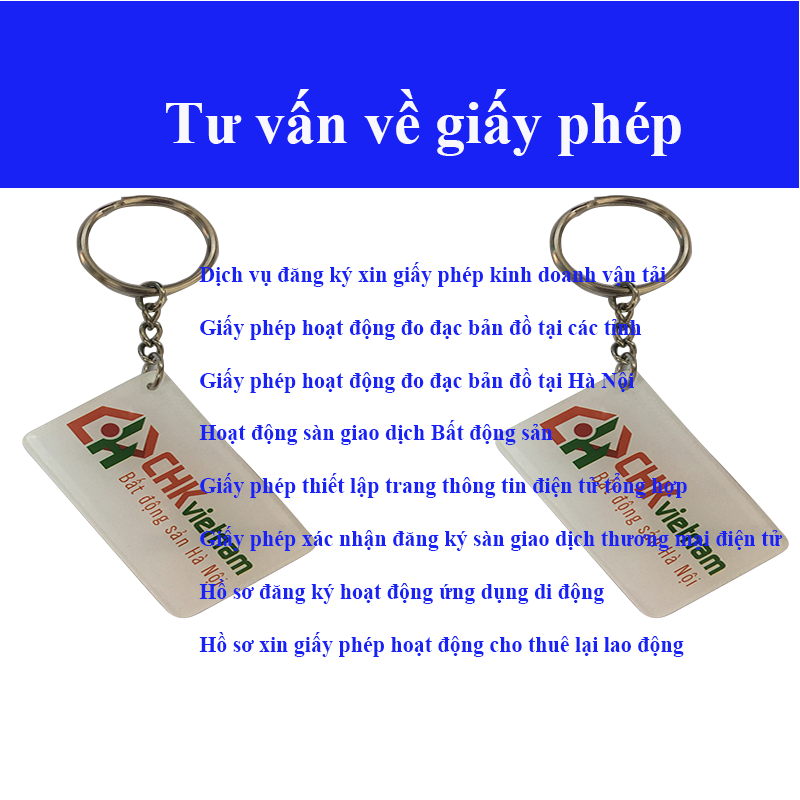 Tư vấn về giấy phép
Dịch vụ đăng ký xin giấy phép kinh doanh vận tải
Giấy phép hoạt động đo đạc bản đồ tại các tỉnh
Giấy phép hoạt động đo đạc bản đồ tại Hà Nội
Hoạt động sàn giao dịch Bất động sản
Giấy phép thiết lập trang thông tin điện tử tổng hợp
Giấy phép xác nhận đăng ký sàn giao dịch thương mại điện tử
Hồ sơ đăng ký hoạt động ứng dụng di động
Hồ sơ xin giấy phép hoạt động cho thuê lại lao động
CHK
vietnam
Bất động sản Hà Nội
CHK
vietnam
Bất động sản Hà Nội